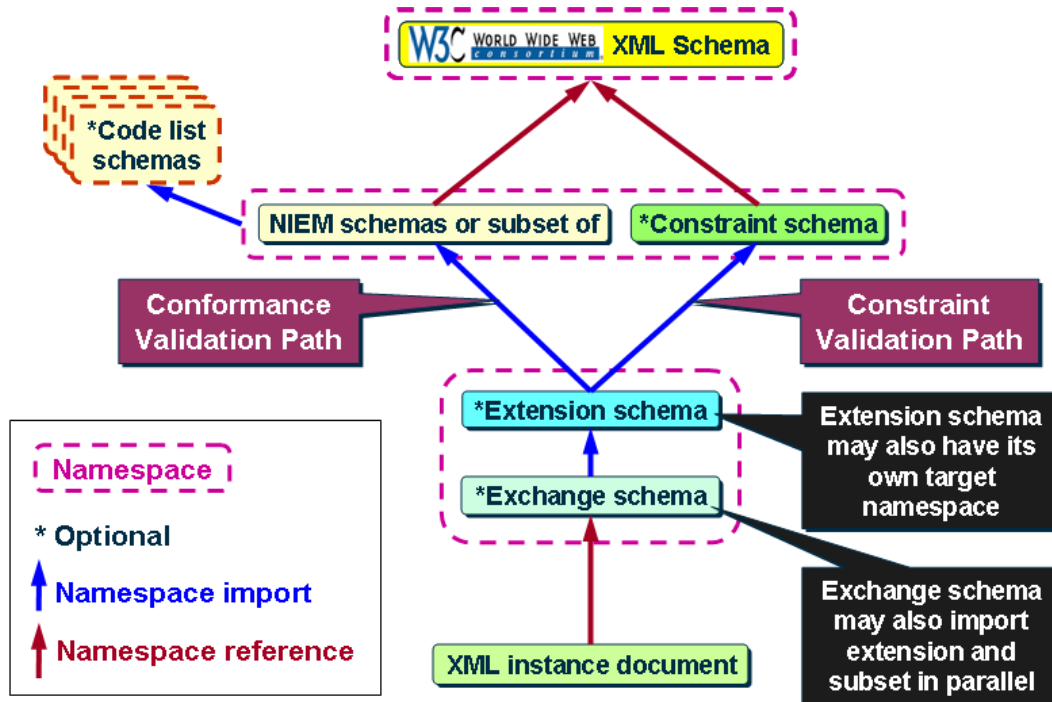 W3C WORLD WIDE WEB consortium XML Schema
*Code list
schemas
NIEM schemas or subset of
*Constraint schema
Conformance
Validation Path
Constraint
Validation Path
*Extension schema
*Exchange schema
XML instance document
Extension schema
may also have its
own target
namespace
Exchange schema
may also import
extension and
subset in parallel
Namespace
* Optional
Namespace import
Namespace reference